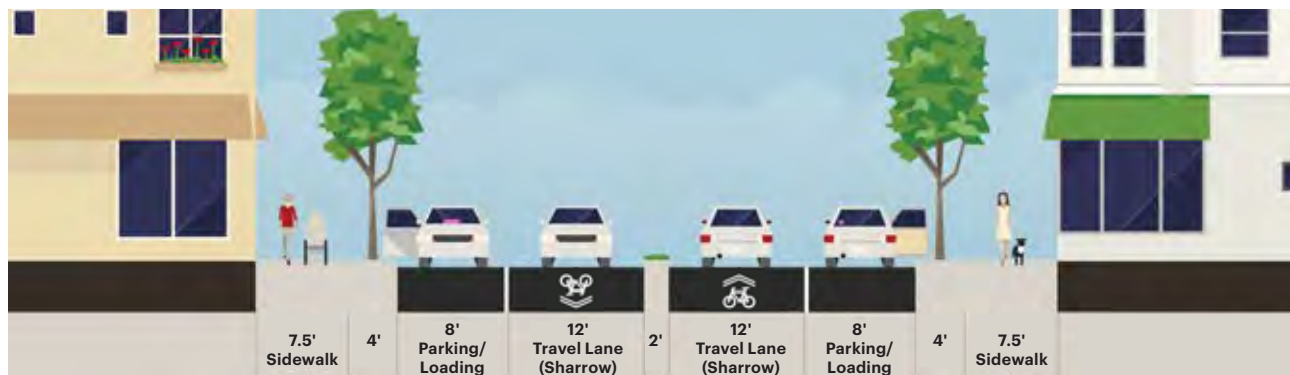 7.5'
Sidewalk
4'
8'
Parking/
Loading
12'
Travel Lane
(Sharrow)
2'
12'
Travel Lane
(Sharrow)
8'
Parking/
Loading
4'
7.5'
Sidewalk